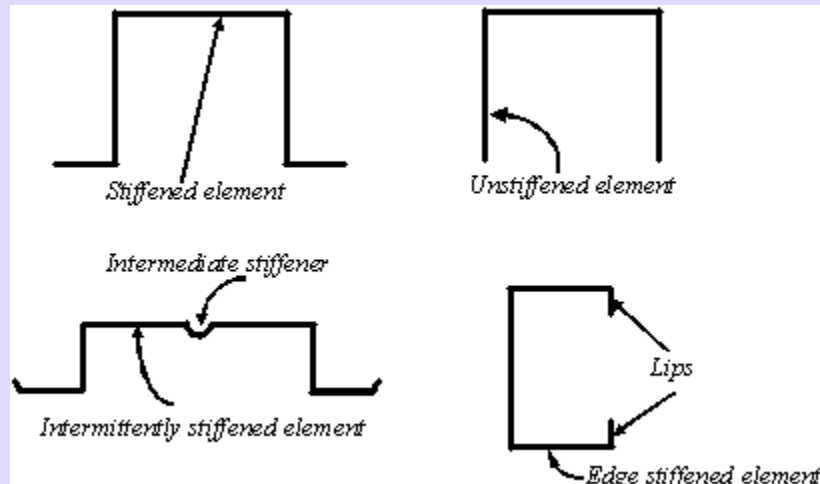 Stiffened element
Unstiffened element
Intermediate stiffener
Intermittently stiffened element
Lips
Edge stiffened element